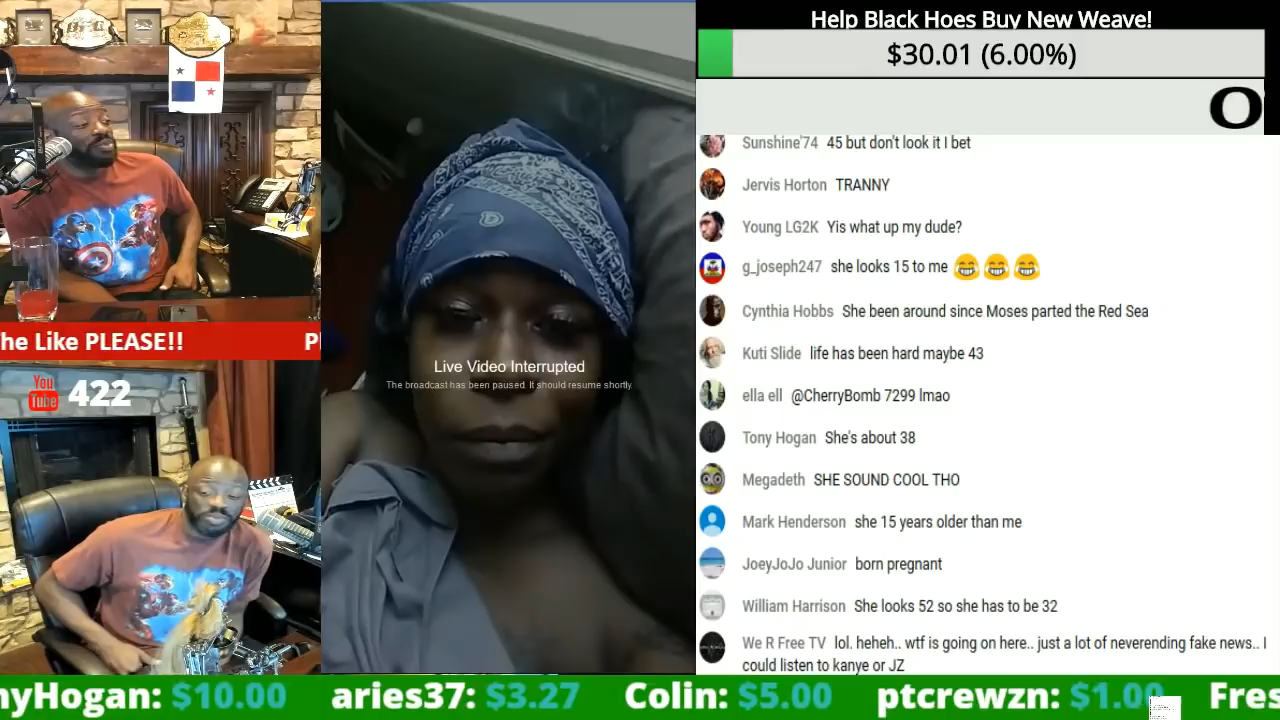 he Like PLEASE!!
P
You
Tube
422
Live Video Interrupted
The broadcast has been paused. It should resume shortly.
Help Black Hoes Buy New Weave!
$30.01 (6.00%)
O
Sunshine'74 45 but don't look it I bet
Jervis Horton TRANNY
Young LG2K Yis what up my dude?
g_joseph247 she looks 15 to me 😂😂😂
Cynthia Hobbs She been around since Moses parted the Red Sea
Kuti Slide life has been hard maybe 43
ella ell @CherryBomb 7299 lmao
Tony Hogan She's about 38
Megadeth SHE SOUND COOL THO
Mark Henderson she 15 years older than me
JoeyJoJo Junior born pregnant
William Harrison She looks 52 so she has to be 32
We R Free TV lol. heheh.. wtf is going on here.. just a lot of neverending fake news.. I
could listen to kanye or JZ
nyHogan: $10.00 aries37: $3.27 Colin: $5.00 ptcrewzn: $1.00 Fres